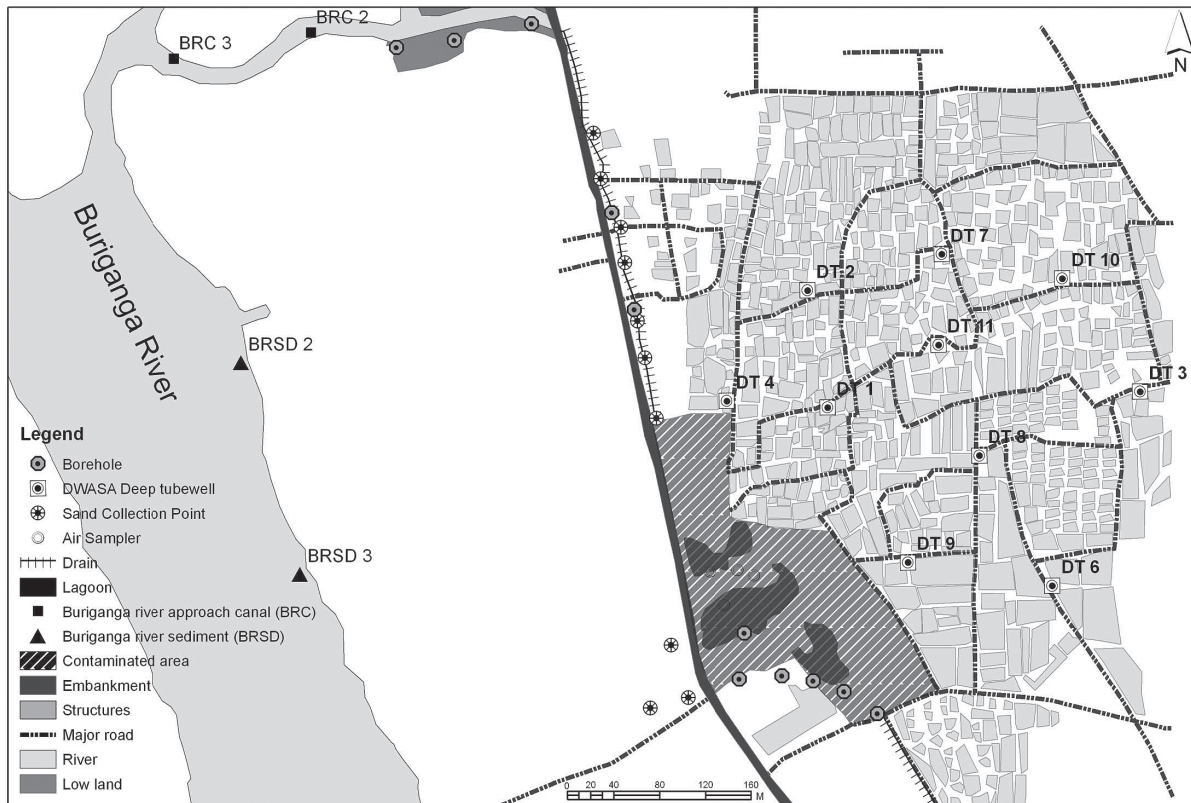 BRC 2
BRC 3
N
DT 7
DT 10
DT 2
Buriganga River
DT 11
BRSD 2
DT 4
DT 1
DT 3
DT 8
Legend
Borehole
DWASA Deep tubewell
Sand Collection Point
Air Sampler
Drain
Lagoon
Buriganga river approach canal (BRC)
Buriganga river sediment (BRSD)
Contaminated area
Embankment
Structures
Major road
River
Low land
BRSD 3
DT 9
DT 6
0 20 40 80 120 160
M